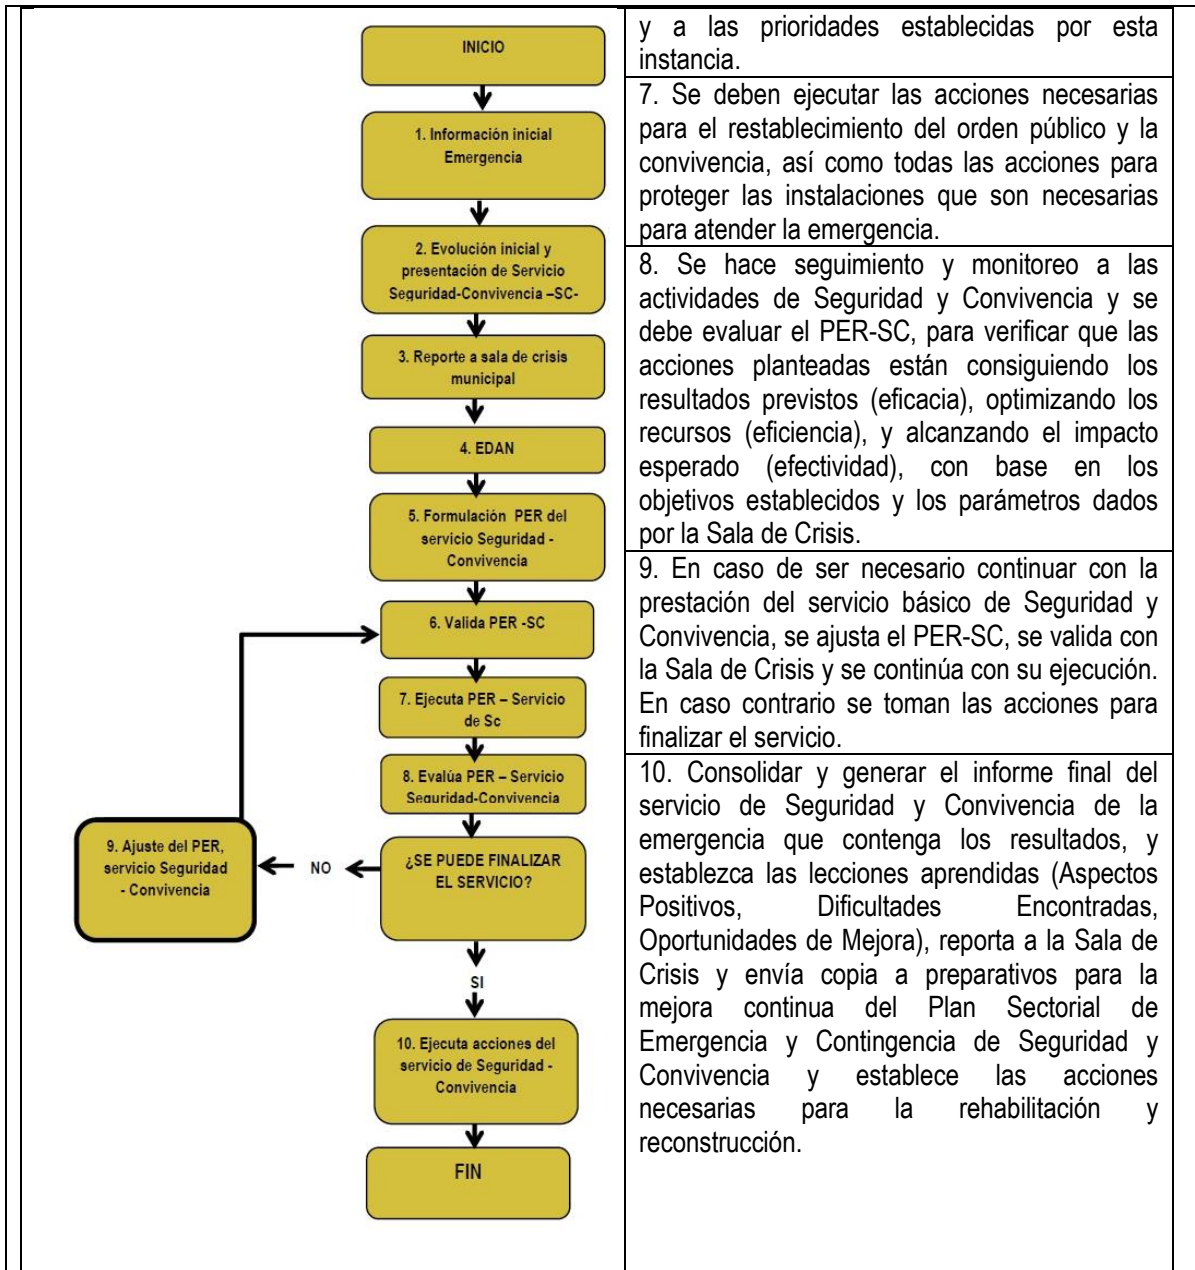 INICIO
1. Información inicial
Emergencia
2. Evolución inicial y
presentación de Servicio
Seguridad-Convivencia –SC-
3. Reporte a sala de crisis
municipal
4. EDAN
5. Formulación PER del
servicio Seguridad -
Convivencia
6. Valida PER -SC
7. Ejecuta PER – Servicio
de Sc
8. Evalúa PER – Servicio
Seguridad-Convivencia
¿SE PUEDE FINALIZAR
EL SERVICIO?
NO
9. Ajuste del PER,
servicio Seguridad
- Convivencia
SI
10. Ejecuta acciones del
servicio de Seguridad -
Convivencia
FIN
y a las prioridades establecidas por esta
instancia.
7. Se deben ejecutar las acciones necesarias
para el restablecimiento del orden público y la
convivencia, así como todas las acciones para
proteger las instalaciones que son necesarias
para atender la emergencia.
8. Se hace seguimiento y monitoreo a las
actividades de Seguridad y Convivencia y se
debe evaluar el PER-SC, para verificar que las
acciones planteadas están consiguiendo los
resultados previstos (eficacia), optimizando los
recursos (eficiencia), y alcanzando el impacto
esperado (efectividad), con base en los
objetivos establecidos y los parámetros dados
por la Sala de Crisis.
9. En caso de ser necesario continuar con la
prestación del servicio básico de Seguridad y
Convivencia, se ajusta el PER-SC, se valida con
la Sala de Crisis y se continúa con su ejecución.
En caso contrario se toman las acciones para
finalizar el servicio.
10. Consolidar y generar el informe final del
servicio de Seguridad y Convivencia de la
emergencia que contenga los resultados, y
establezca las lecciones aprendidas (Aspectos
Positivos, Dificultades Encontradas,
Oportunidades de Mejora), reporta a la Sala de
Crisis y envía copia a preparativos para la
mejora continua del Plan Sectorial de
Emergencia y Contingencia de Seguridad y
Convivencia y establece las acciones
necesarias para la rehabilitación y
reconstrucción.